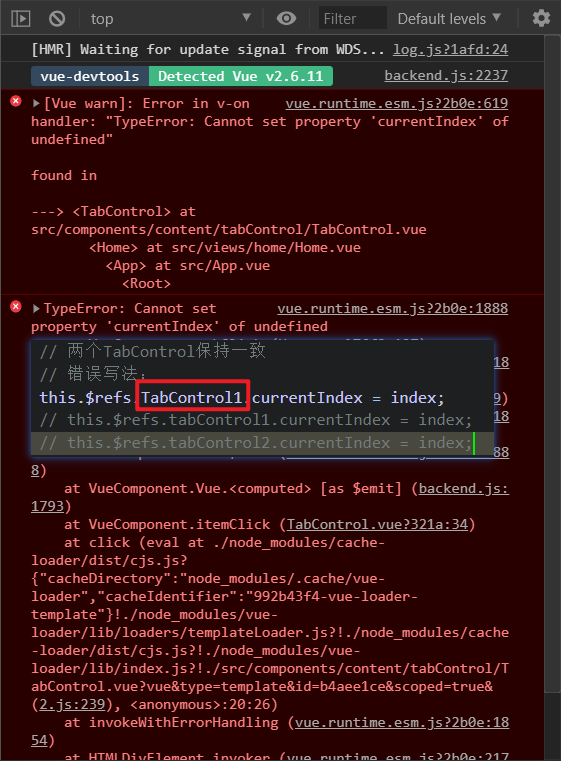 top
Filter
Default levels
[HMR] Waiting for update signal from WDS... log.js?1afd:24
vue-devtools Detected Vue v2.6.11 backend.js:2237
[Vue warn]: Error in v-on vue.runtime.esm.js?2b0e:619
handler: "TypeError: Cannot set property 'currentIndex' of
undefined"
found in
---> <TabControl> at
src/components/content/tabControl/TabControl.vue
<Home> at src/views/home/Home.vue
<App> at src/App.vue
<Root>
TypeError: Cannot set vue.runtime.esm.js?2b0e:1888
property 'currentIndex' of undefined
// 两个TabControl保持一致
// 错误写法:
this.$refs.TabControl1.currentIndex = index;
// this.$refs.tabControl1.currentIndex = index;
// this.$refs.tabControl2.currentIndex = index;
18
9)
18
88
8)
at VueComponent.Vue.<computed> [as $emit] (backend.js:
1793)
at VueComponent.itemClick (TabControl.vue?321a:34)
at click (eval at ./node_modules/cache-
loader/dist/cjs.js?
{"cacheDirectory":"node_modules/.cache/vue-
loader","cacheIdentifier":"992b43f4-vue-loader-
template"}!./node_modules/vue-
loader/lib/loaders/templateLoader.js?!./node_modules/cache
-loader/dist/cjs.js?!./node_modules/vue-
loader/lib/index.js?!./src/components/content/tabControl/T
abControl.vue?vue&type=template&id=b4aee1ce&scoped=true&
(2.js:239), <anonymous>:20:26)
at invokeWithErrorHandling (vue.runtime.esm.js?2b0e:18
54)
at HTMLDivElement.invoker (vue.runtime.esm.js?2b0e:217